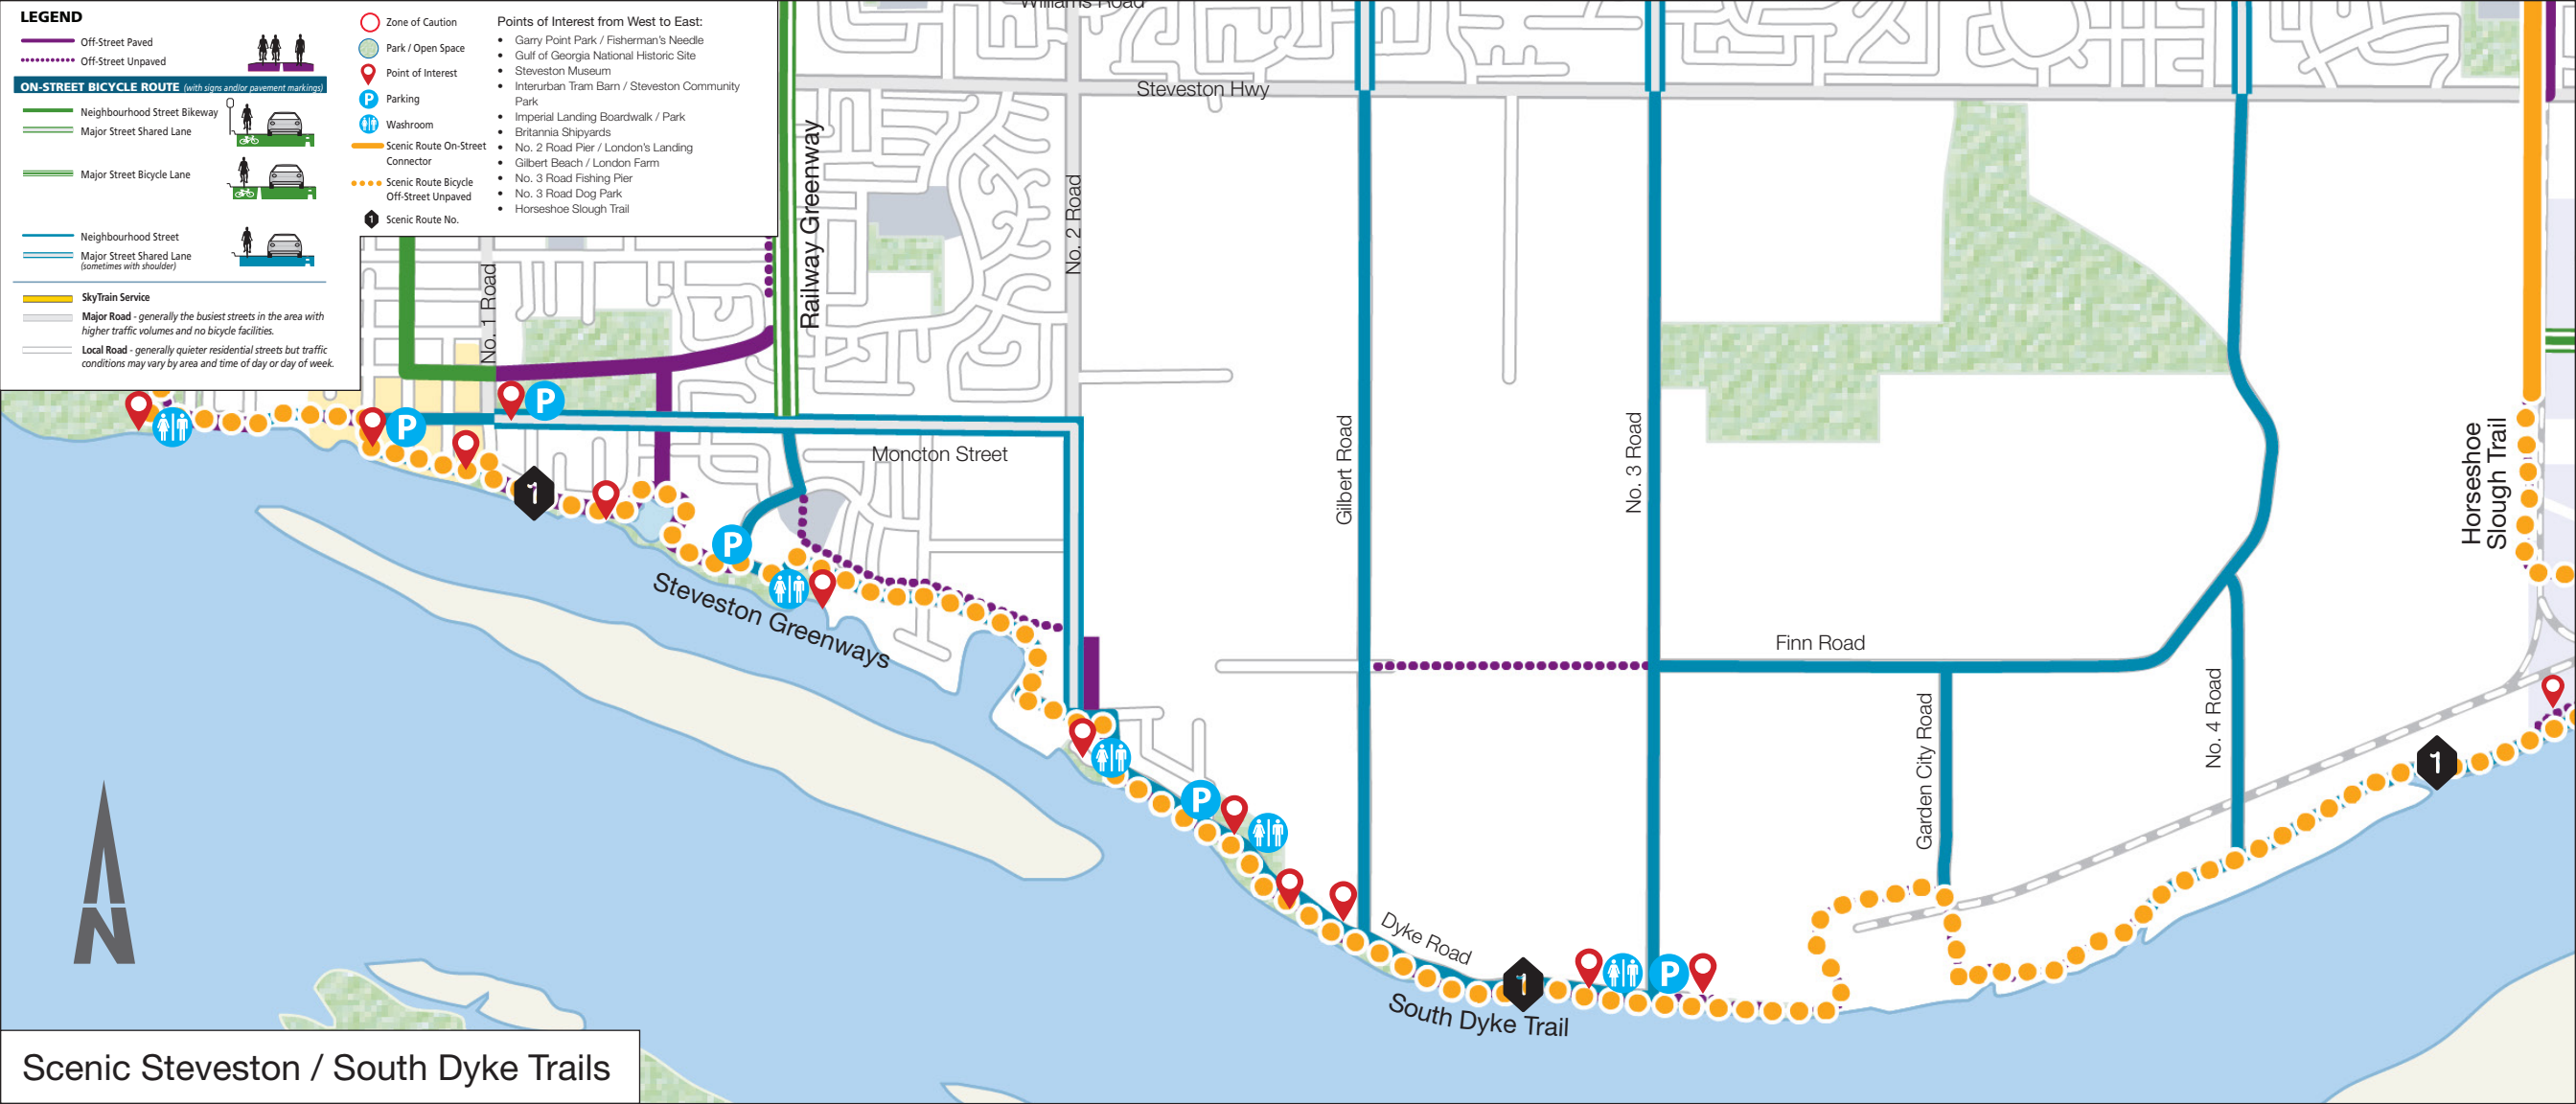 LEGEND
Off-Street Paved
Off-Street Unpaved
ON-STREET BICYCLE ROUTE (with signs and/or pavement markings)
Neighbourhood Street Bikeway
Major Street Shared Lane
Major Street Bicycle Lane
Neighbourhood Street
Major Street Shared Lane
(sometimes with shoulder)
SkyTrain Service
Major Road - generally the busiest streets in the area with
higher traffic volumes and no bicycle facilities.
Local Road - generally quieter residential streets but traffic
conditions may vary by area and time of day or day of week.
Zone of Caution
Park / Open Space
Point of Interest
P
Parking
Washroom
Scenic Route On-Street
Connector
Scenic Route Bicycle
Off-Street Unpaved
1
Scenic Route No.
Points of Interest from West to East:
• Garry Point Park / Fisherman's Needle
• Gulf of Georgia National Historic Site
• Steveston Museum
• Interurban Tram Barn / Steveston Community
Park
• Imperial Landing Boardwalk / Park
• Britannia Shipyards
• No. 2 Road Pier / London's Landing
• Gilbert Beach / London Farm
• No. 3 Road Fishing Pier
• No. 3 Road Dog Park
• Horseshoe Slough Trail
Williams Road
Steveston Hwy
Railway Greenway
No. 2 Road
No. 1 Road
P
P
Moncton Street
Gilbert Road
No. 3 Road
Horseshoe
Slough Trail
1
P
Steveston Greenways
Finn Road
Garden City Road
No. 4 Road
1
P
Dyke Road
P
1
South Dyke Trail
N
Scenic Steveston / South Dyke Trails